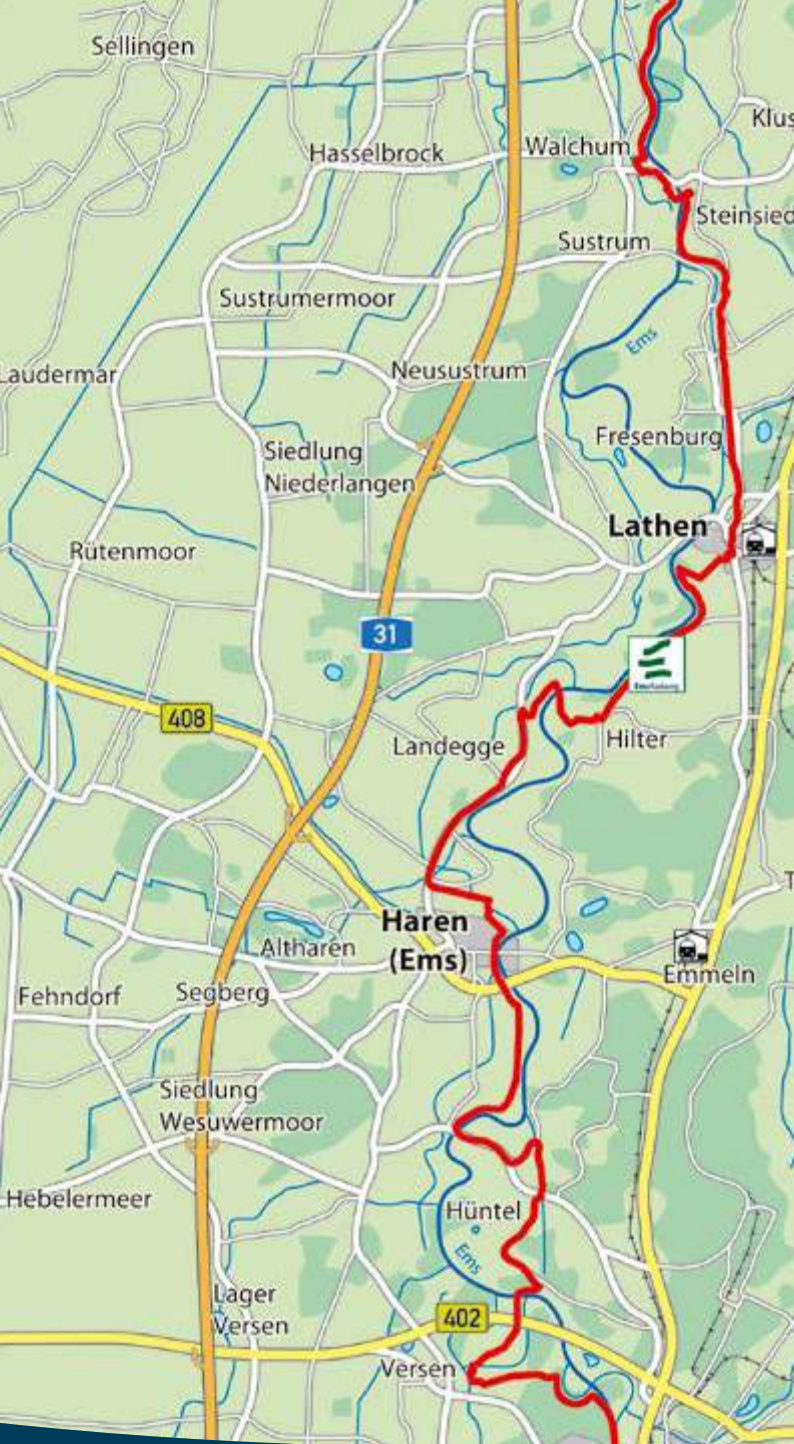 Sellingen
Klus
Hasselbrock
Walchum
Steinsied
Sustrum
Sustrumermoor
Ems
Laudermar
Neusustrum
Fresenburg
Siedlung
Niederlangen
Lathen
Rütenmoor
31
408
Landegge
Hilter
Haren
(Ems)
Altharen
Emmeln
Fehndorf
Segberg
Siedlung
Wesuwermoor
Hebelermeer
Hüntel
Ems
Lager
Versen
402
Versen